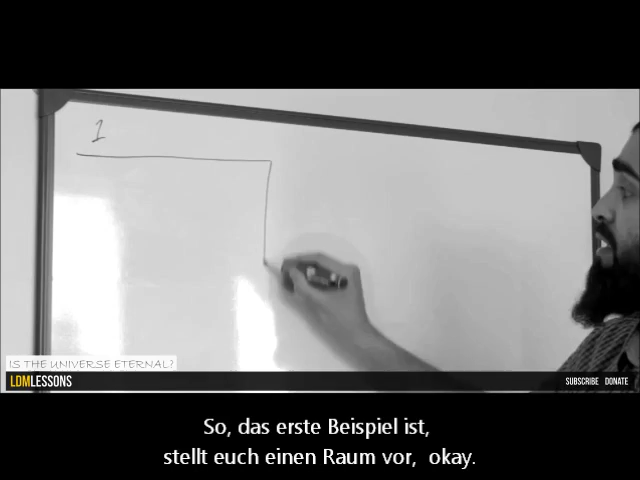 1
IS THE UNIVERSE ETERNAL?
LDMLESSONS
SUBSCRIBE DONATE
So, das erste Beispiel ist,
stellt euch einen Raum vor, okay.